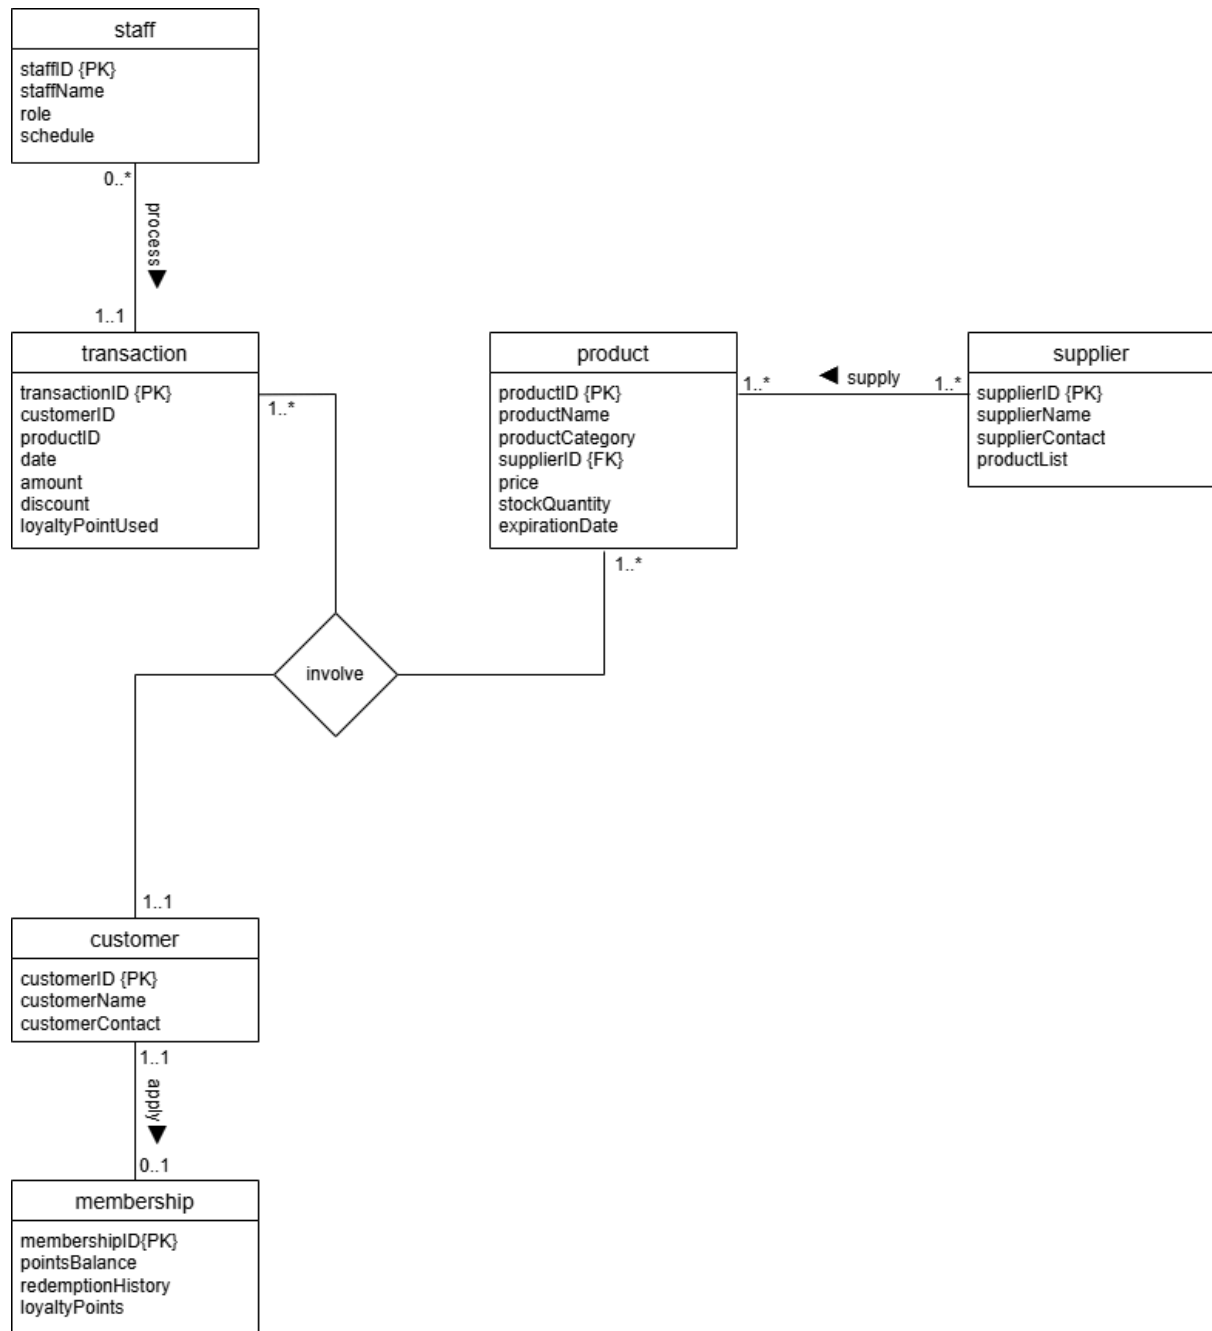 staff
staffID {PK}
staffName
role
schedule
0..*
process
1..1
transaction
transactionID {PK}
customerID
productID
date
amount
discount
loyaltyPointUsed
1..*
product
productID {PK}
productName
productCategory
supplierID {FK}
price
stockQuantity
expirationDate
1..*
supply
1..*
supplier
supplierID {PK}
supplierName
supplierContact
productList
1..*
involve
1..1
customer
customerID {PK}
customerName
customerContact
1..1
apply
0..1
membership
membershipID{PK}
pointsBalance
redemptionHistory
loyaltyPoints